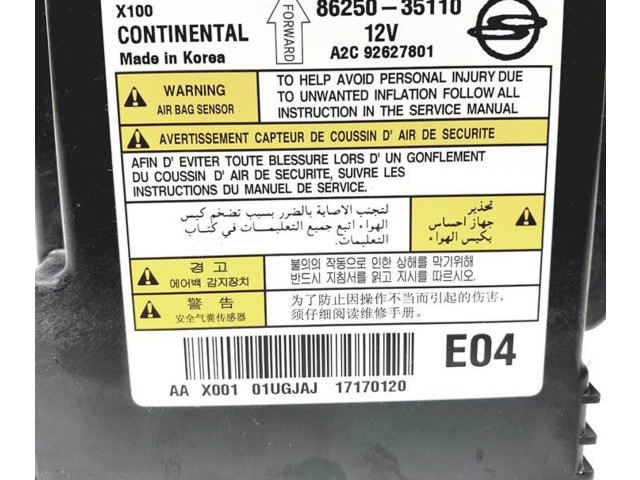 X100
86250-35110
CONTINENTAL
FORWARD
12V
Made in Korea
A2C 92627801
WARNING
AIR BAG SENSOR
TO HELP AVOID PERSONAL INJURY DUE
TO UNWANTED INFLATION FOLLOW ALL
INSTRUCTION IN THE SERVICE MANUAL
AVERTISSEMENT CAPTEUR DE COUSSIN D' AIR DE SECURITE
AFIN D' EVITER TOUTE BLESSURE LORS D' UN GONFLEMENT
DU COUSSIN D' AIR DE SECURITE, SUIVRE LES
INSTRUCTIONS DU MANUEL DE SERVICE.
تحذير
جهاز احساس
بكيس الهواء
لتجنب الاصابة بالضرر بسبب تضخم كيس
الهواء اتبع جميع التعليمات في كتاب
التعليمات.
경 고
에어백 감지장치
불의의 작동으로 인한 상해를 막기위해
반드시 지침서를 읽고 지시를 따르시오.
警 告
安全气囊传感器
为了防止因操作不当而引起的伤害,
须仔细阅读维修手册.
E04
AA X001 01UGJAJ 17170120